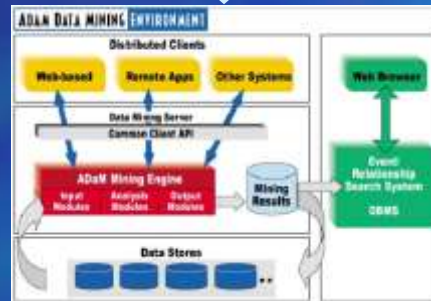 ADAM DATA MINING ENVIRONMENT
Distributed Clients
Web-based
Remote Apps
Other Systems
Web Browser
Data Mining Server
Common Client API
ADaM Mining Engine
Input
Modules
Analysis
Modules
Output
Modules
Mining
Results
Event
Relationship
Search System
DBMS
Data Stores